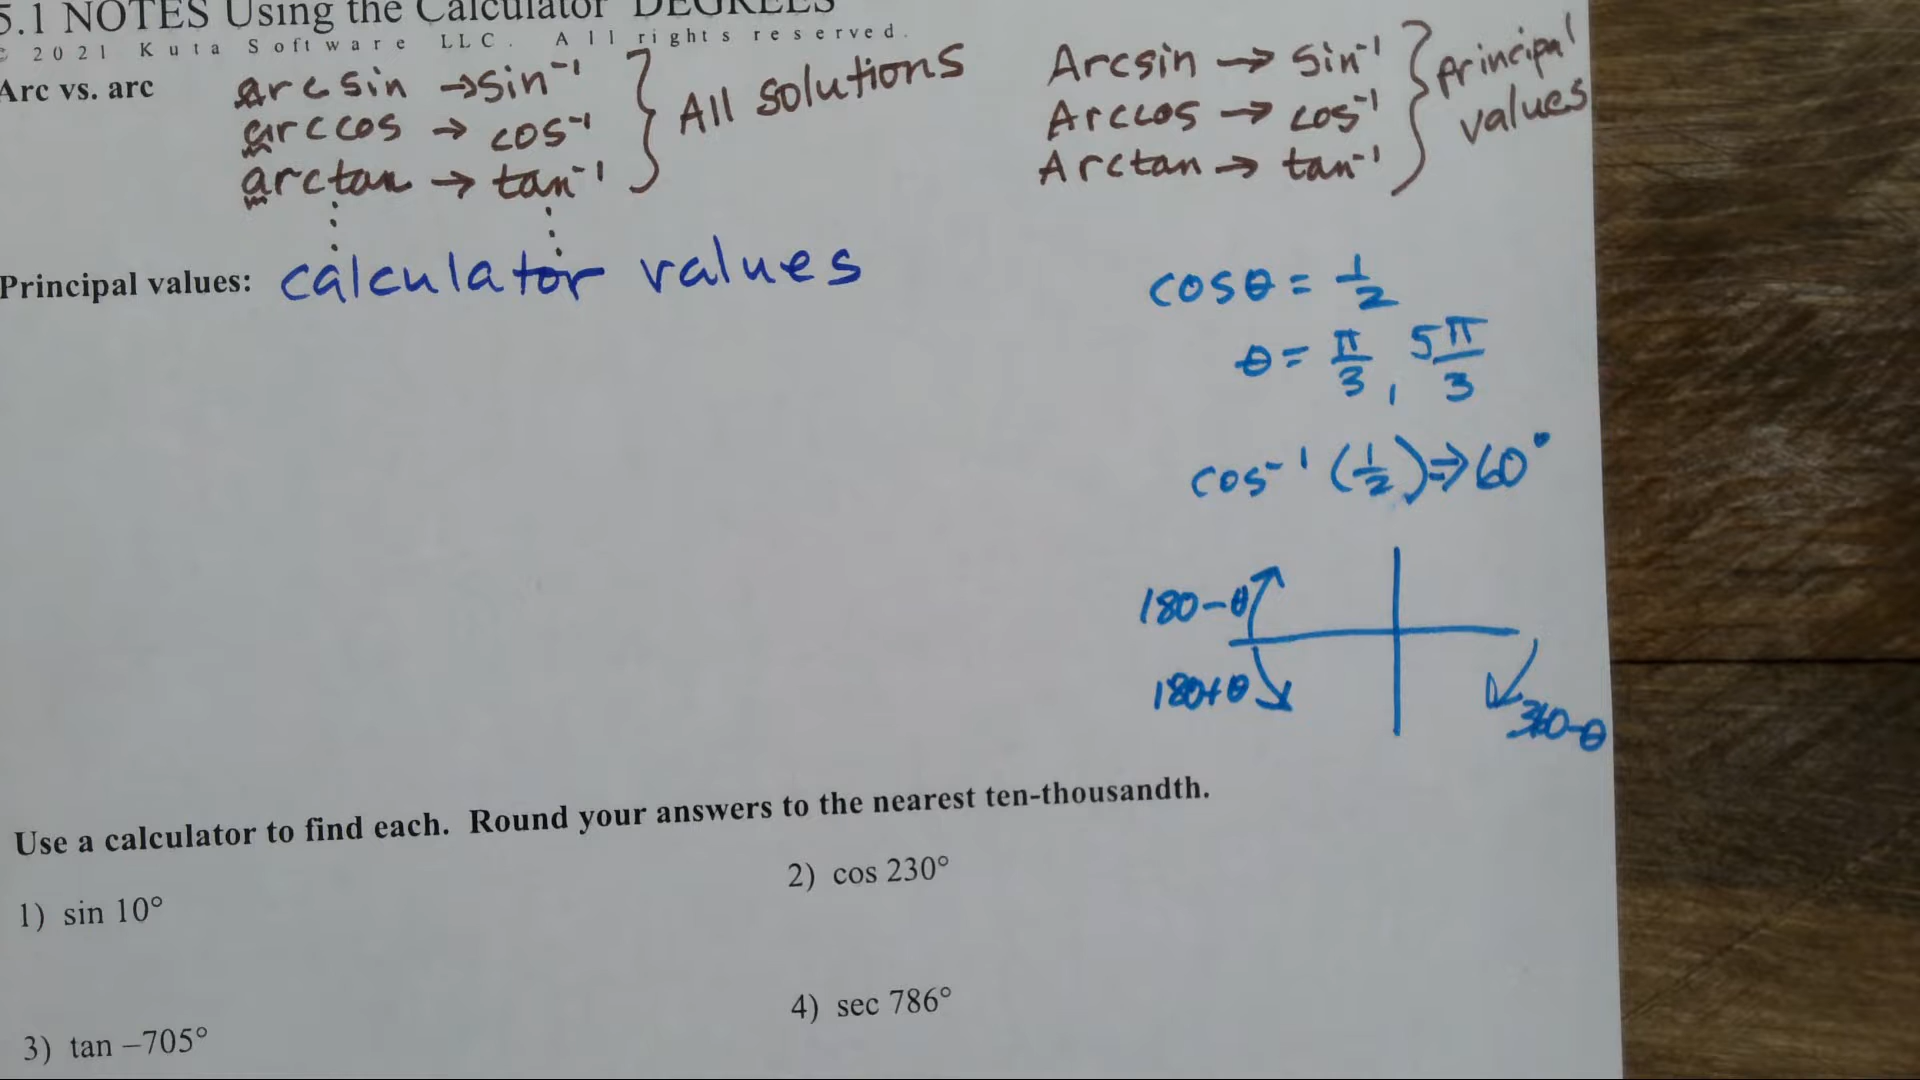 5.1 NOTES Using the Calculator DEGREES
© 2021 Kuta Software LLC. All rights reserved.
Arc vs. arc
arcsin → sin⁻¹
arccos → cos⁻¹
arctan → tan⁻¹
All solutions
Arcsin → sin⁻¹
Arccos → cos⁻¹
Arctan → tan⁻¹
principal
values
Principal values: calculator values
cosθ = 1/2
θ = π/3, 5π/3
cos⁻¹(1/2) ⇒ 60°
180-θ
180+θ
360-θ
Use a calculator to find each. Round your answers to the nearest ten-thousandth.
1) sin 10°
2) cos 230°
3) tan −705°
4) sec 786°